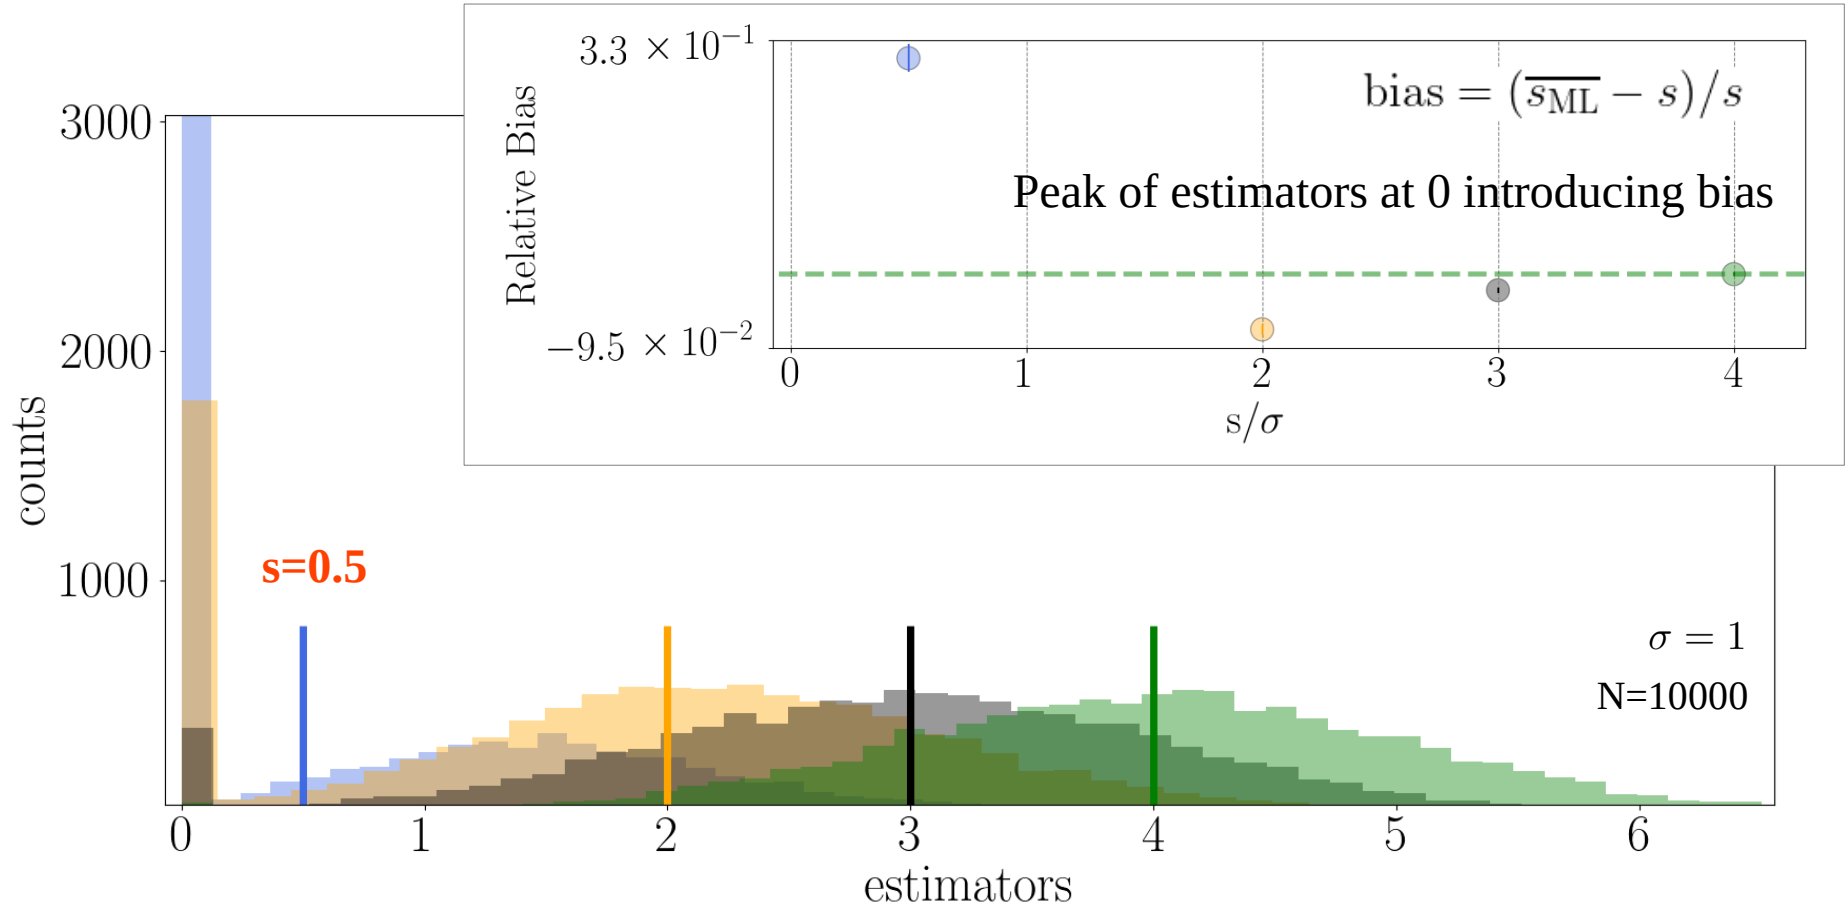 3.3 × 10⁻¹
bias = (s̅_ML − s)/s
Relative Bias
Peak of estimators at 0 introducing bias
−9.5 × 10⁻²
0 1 2 3 4
s/σ
3000
2000
1000
counts
s=0.5
σ = 1
N=10000
0 1 2 3 4 5 6
estimators